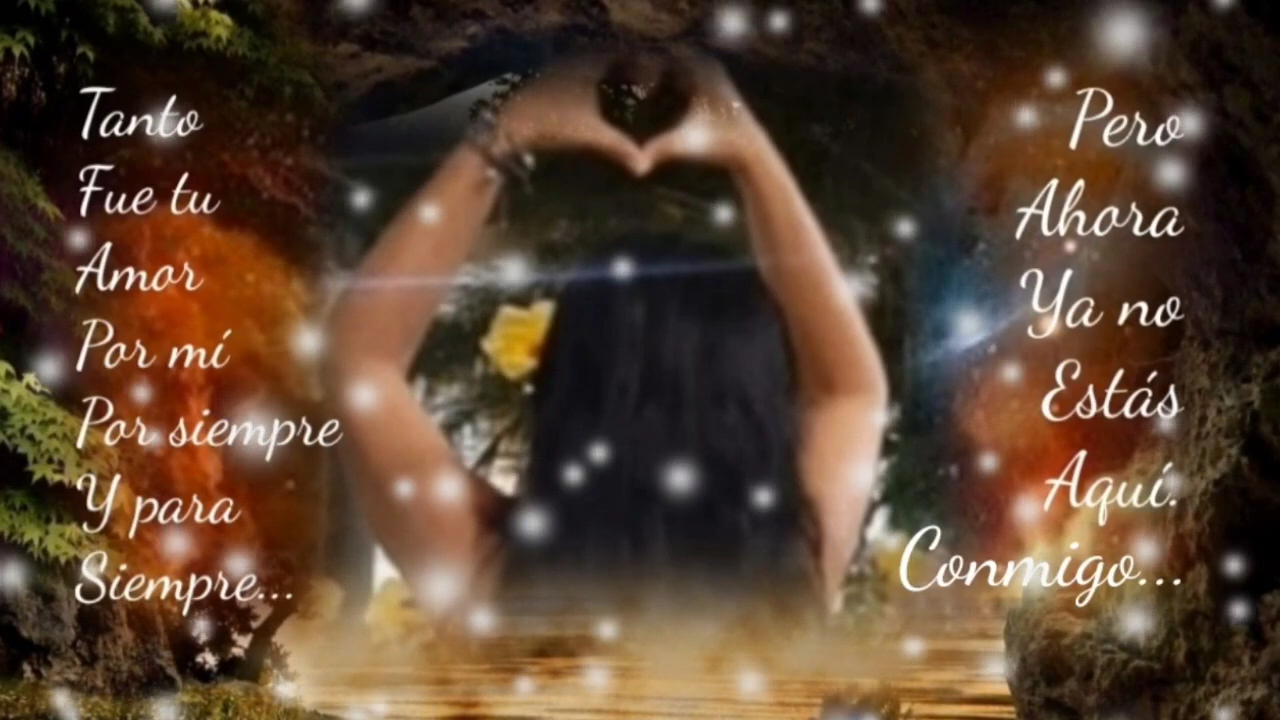 Tanto
Fue tu
Amor
Por mí
Por siempre
Y para
Siempre...
Pero
Ahora
Ya no
Estás
Aquí.
Conmigo...